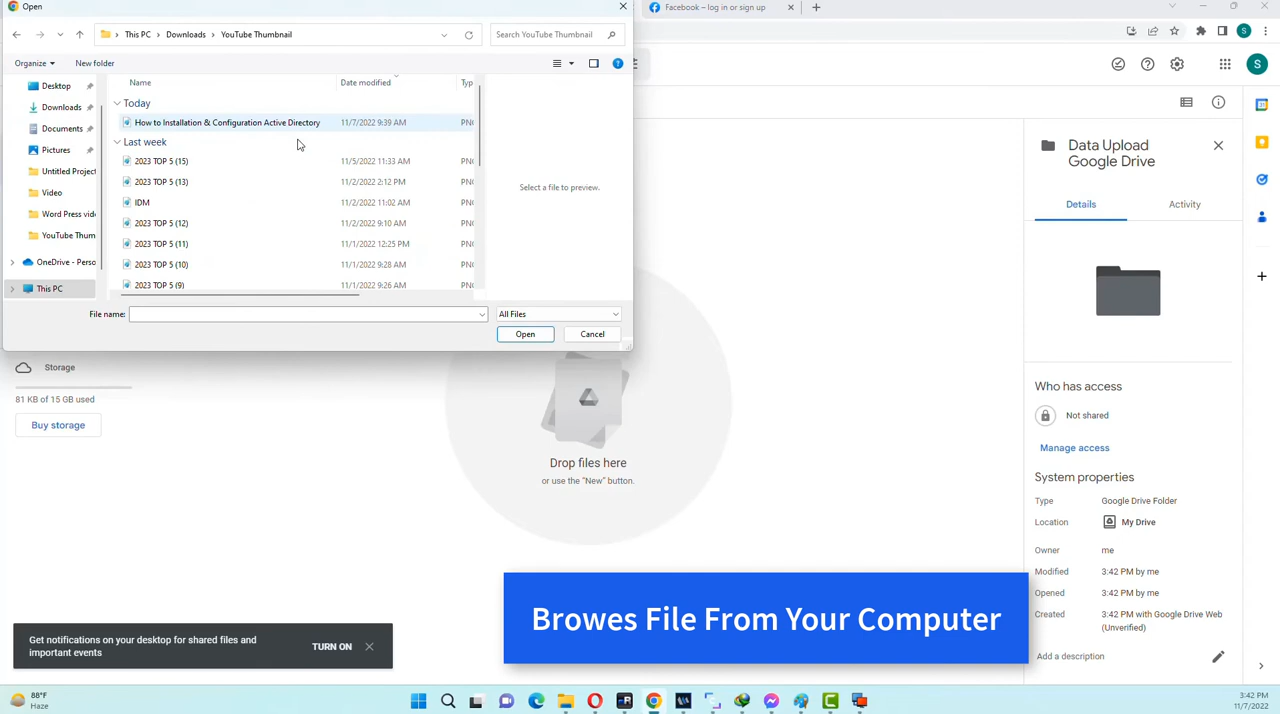 Open
Facebook – log in or sign up
This PC
Downloads
YouTube Thumbnail
Search YouTube Thumbnail
Organize
New folder
Name
Date modified
Typ
Desktop
Downloads
Documents
Pictures
Untitled Project
Video
Word Press vide
YouTube Thum
OneDrive - Perso
This PC
Today
How to Installation & Configuration Active Directory 11/7/2022 9:39 AM PNG
Last week
2023 TOP 5 (15) 11/5/2022 11:33 AM PNG
2023 TOP 5 (13) 11/2/2022 2:12 PM PNG
IDM 11/2/2022 11:02 AM PNG
2023 TOP 5 (12) 11/2/2022 9:10 AM PNG
2023 TOP 5 (11) 11/1/2022 12:25 PM PNG
2023 TOP 5 (10) 11/1/2022 9:28 AM PNG
2023 TOP 5 (9) 11/1/2022 9:26 AM PNG
Select a file to preview.
File name:
All Files
Open
Cancel
S
S
Storage
81 KB of 15 GB used
Buy storage
Drop files here
or use the "New" button.
Data Upload
Google Drive
Details
Activity
Who has access
Not shared
Manage access
System properties
Type Google Drive Folder
Location My Drive
Owner me
Modified 3:42 PM by me
Opened 3:42 PM by me
Created 3:42 PM with Google Drive Web
(Unverified)
Add a description
Browes File From Your Computer
Get notifications on your desktop for shared files and
important events
TURN ON
88°F
Haze
3:42 PM
11/7/2022